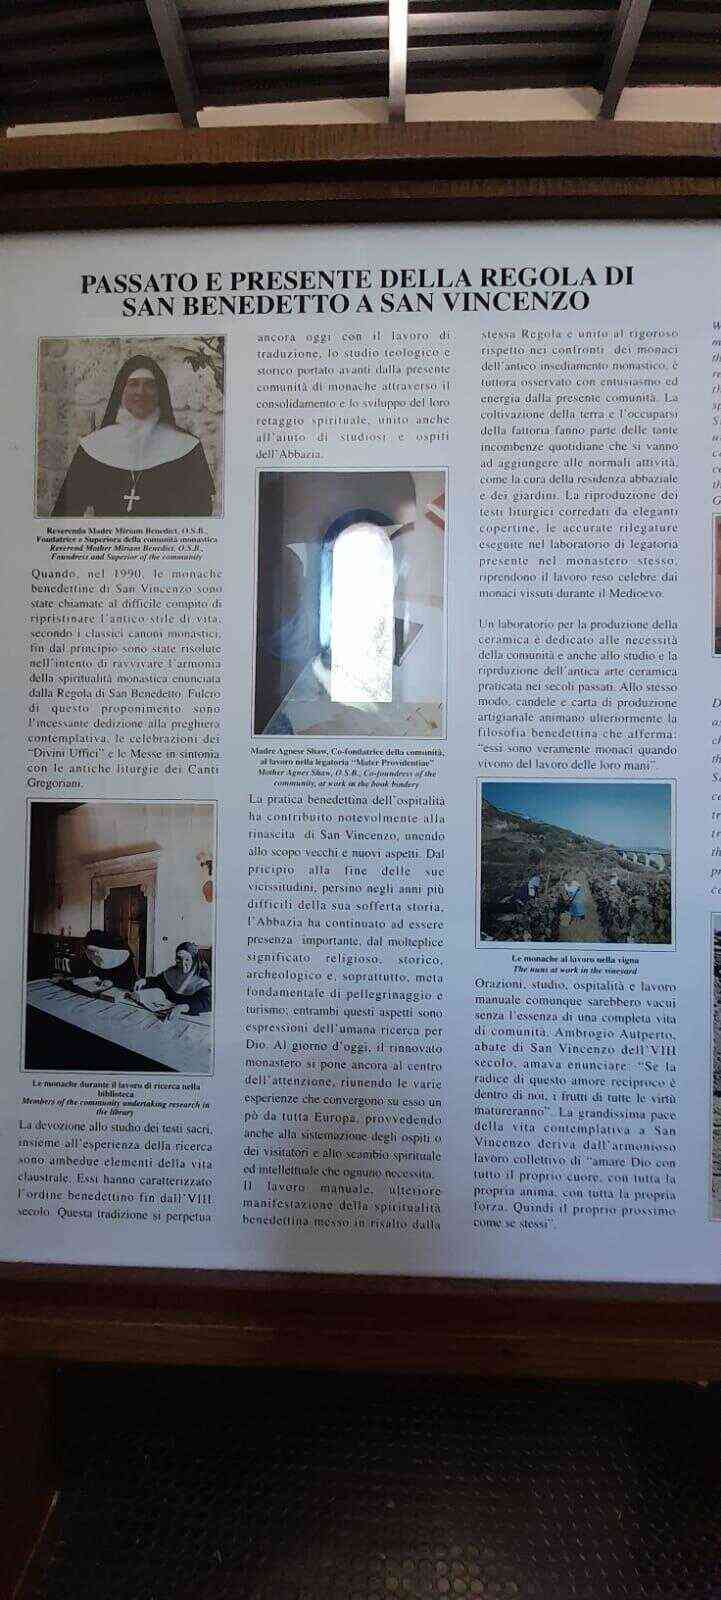 PASSATO E PRESENTE DELLA REGOLA DI
SAN BENEDETTO A SAN VINCENZO
Reverenda Madre Miriam Benedict, O.S.B.,
Fondatrice e Superiora della comunità monastica
Reverend Mother Miriam Benedict, O.S.B.,
Foundress and Superior of the community
Quando, nel 1990, le monache
benedettine di San Vincenzo sono
state chiamate al difficile compito di
ripristinare l'antico stile di vita,
secondo i classici canoni monastici,
fin dal principio sono state risolute
nell'intento di ravvivare l'armonia
della spiritualità monastica enunciata
dalla Regola di San Benedetto. Fulcro
di questo proponimento sono
l'incessante dedizione alla preghiera
contemplativa, le celebrazioni dei
"Divini Uffici" e le Messe in sintonia
con le antiche liturgie dei Canti
Gregoriani.
Le monache durante il lavoro di ricerca nella
biblioteca
Members of the community undertaking research in
the library
La devozione allo studio dei testi sacri,
insieme all'esperienza della ricerca
sono ambedue elementi della vita
claustrale. Essi hanno caratterizzato
l'ordine benedettino fin dall'VIII
secolo. Questa tradizione si perpetua
ancora oggi con il lavoro di
traduzione, lo studio teologico e
storico portato avanti dalla presente
comunità di monache attraverso il
consolidamento e lo sviluppo del loro
retaggio spirituale, unito anche
all'aiuto di studiosi e ospiti
dell'Abbazia.
Madre Agnese Shaw, Co-fondatrice della comunità,
al lavoro nella legatoria "Mater Providentiae"
Mother Agnes Shaw, O.S.B., Co-foundress of the
community, at work in the book bindery
La pratica benedettina dell'ospitalità
ha contribuito notevolmente alla
rinascita di San Vincenzo, unendo
allo scopo vecchi e nuovi aspetti. Dal
pricipio alla fine delle sue
vicissitudini, persino negli anni più
difficili della sua sofferta storia,
l'Abbazia ha continuato ad essere
presenza importante, dal molteplice
significato religioso, storico,
archeologico e, soprattutto, meta
fondamentale di pellegrinaggio e
turismo; entrambi questi aspetti sono
espressioni dell'umana ricerca per
Dio. Al giorno d'oggi, il rinnovato
monastero si pone ancora al centro
dell'attenzione, riunendo le varie
esperienze che convergono su esso un
pò da tutta Europa, provvedendo
anche alla sistemazione degli ospiti o
dei visitatori e allo scambio spirituale
ed intellettuale che ognuno necessita.
Il lavoro manuale, ulteriore
manifestazione della spiritualità
benedettina messo in risalto dalla
stessa Regola e unito al rigoroso
rispetto nei confronti dei monaci
dell'antico insediamento monastico, è
tuttora osservato con entusiasmo ed
energia dalla presente comunità. La
coltivazione della terra e l'occuparsi
della fattoria fanno parte delle tante
incombenze quotidiane che si vanno
ad aggiungere alle normali attività,
come la cura della residenza abbaziale
e dei giardini. La riproduzione dei
testi liturgici corredati da eleganti
copertine, le accurate rilegature
eseguite nel laboratorio di legatoria
presente nel monastero stesso,
riprendono il lavoro reso celebre dai
monaci vissuti durante il Medioevo.
Un laboratorio per la produzione della
ceramica è dedicato alle necessità
della comunità e anche allo studio e la
riprduzione dell'antica arte ceramica
praticata nei secoli passati. Allo stesso
modo, candele e carta di produzione
artigianale animano ulteriormente la
filosofia benedettina che afferma:
"essi sono veramente monaci quando
vivono del lavoro delle loro mani".
Le monache al lavoro nella vigna
The nuns at work in the vineyard
Orazioni, studio, ospitalità e lavoro
manuale comunque sarebbero vacui
senza l'essenza di una completa vita
di comunità. Ambrogio Autperto,
abate di San Vincenzo dell'VIII
secolo, amava enunciare: "Se la
radice di questo amore reciproco è
dentro di noi, i frutti di tutte le virtù
matureranno". La grandissima pace
della vita contemplativa a San
Vincenzo deriva dall'armonioso
lavoro collettivo di "amare Dio con
tutto il proprio cuore, con tutta la
propria anima, con tutta la propria
forza. Quindi il proprio prossimo
come se stessi".